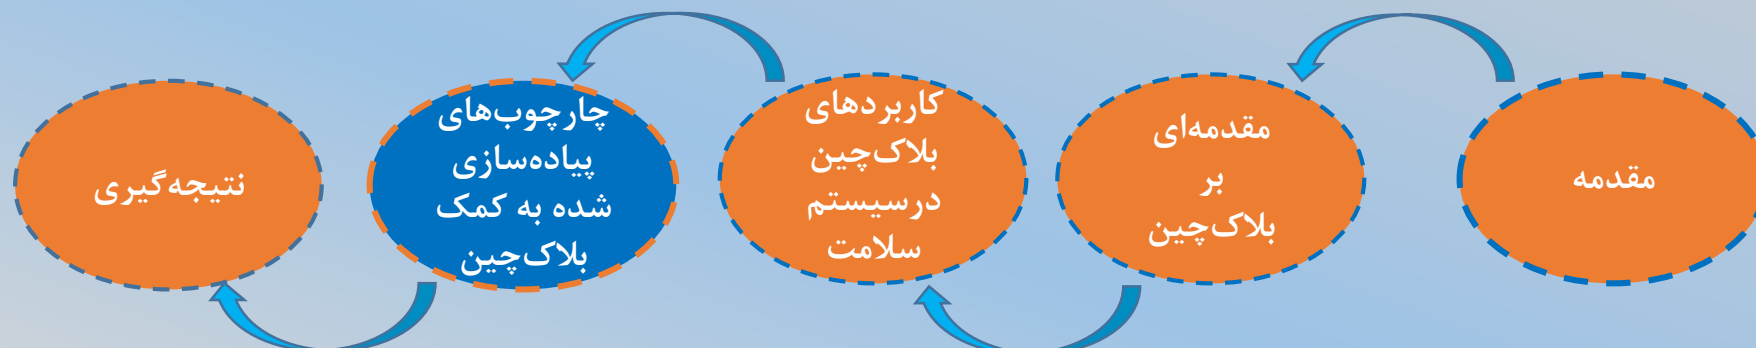 مقدمه
مقدمه‌ای
بر
بلاک‌چین
کاربردهای
بلاک‌چین
درسیستم
سلامت
چارچوب‌های
پیاده‌سازی
شده به کمک
بلاک‌چین
نتیجه‌گیری